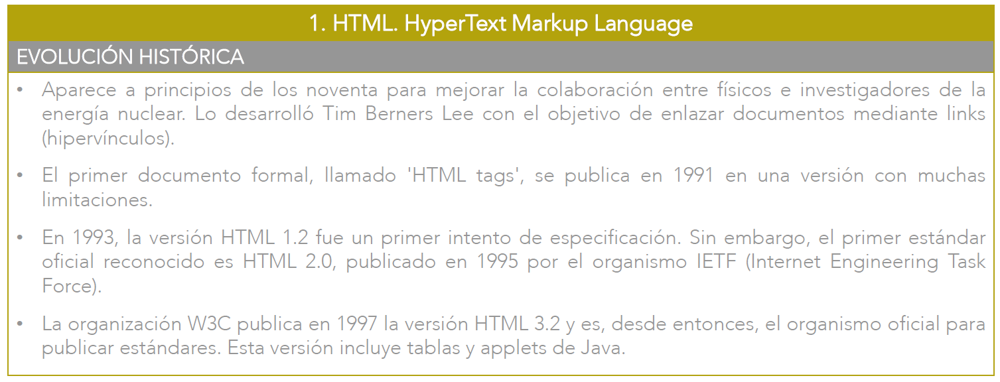 1. HTML. HyperText Markup Language
EVOLUCIÓN HISTÓRICA
• Aparece a principios de los noventa para mejorar la colaboración entre físicos e investigadores de la
energía nuclear. Lo desarrolló Tim Berners Lee con el objetivo de enlazar documentos mediante links
(hipervínculos).
• El primer documento formal, llamado 'HTML tags', se publica en 1991 en una versión con muchas
limitaciones.
• En 1993, la versión HTML 1.2 fue un primer intento de especificación. Sin embargo, el primer estándar
oficial reconocido es HTML 2.0, publicado en 1995 por el organismo IETF (Internet Engineering Task
Force).
• La organización W3C publica en 1997 la versión HTML 3.2 y es, desde entonces, el organismo oficial para
publicar estándares. Esta versión incluye tablas y applets de Java.